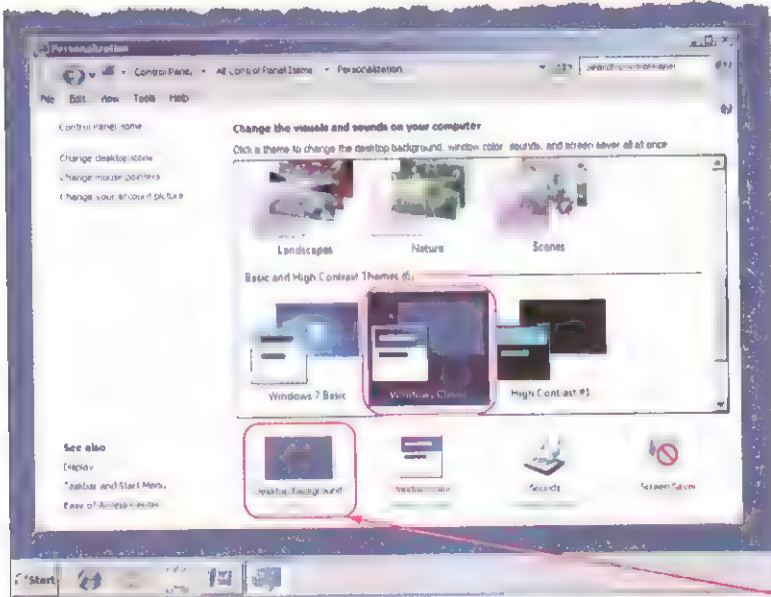 Personalization
Control Panel All Control Panel Items Personalization
File Edit View Tools Help
Control Panel Home
Change desktop icons
Change mouse pointers
Change your account picture
Change the visuals and sounds on your computer
Click a theme to change the desktop background, window color, sounds, and screen saver all at once
Landscapes
Nature
Scenes
Basic and High Contrast Themes (6)
Windows 7 Basic
Windows Classic
High Contrast #1
See also
Display
Taskbar and Start Menu
Ease of Access Center
Desktop Background
Window Color
Sounds
Screen Saver
Start